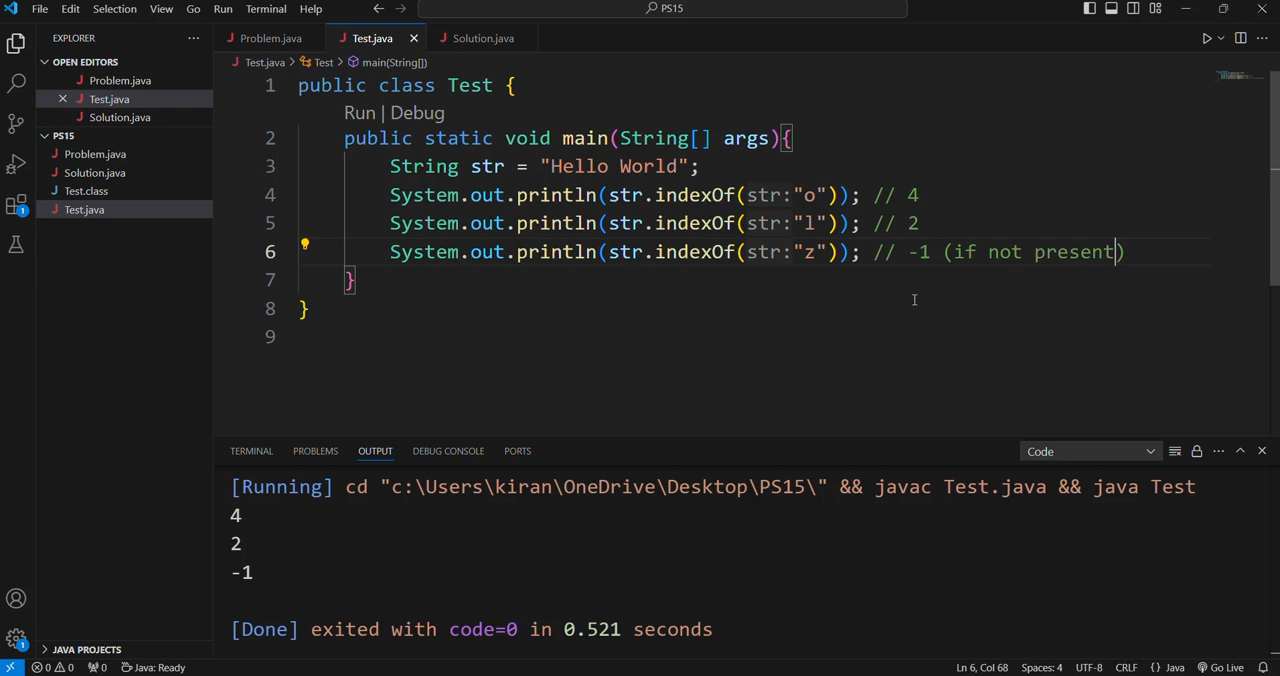 File Edit Selection View Go Run Terminal Help PS15
EXPLORER
OPEN EDITORS
Problem.java
Test.java
Solution.java
PS15
Problem.java
Solution.java
Test.class
Test.java
JAVA PROJECTS
Problem.java Test.java Solution.java
Test.java > Test > main(String[])
1 public class Test {
Run | Debug
2 public static void main(String[] args){
3 String str = "Hello World";
4 System.out.println(str.indexOf(str:"o")); // 4
5 System.out.println(str.indexOf(str:"l")); // 2
6 System.out.println(str.indexOf(str:"z")); // -1 (if not present)
7 }
8 }
9
TERMINAL PROBLEMS OUTPUT DEBUG CONSOLE PORTS Code
[Running] cd "c:\Users\kiran\OneDrive\Desktop\PS15\" && javac Test.java && java Test
4
2
-1
[Done] exited with code=0 in 0.521 seconds
1
1
0 0 0 Java: Ready Ln 6, Col 68 Spaces: 4 UTF-8 CRLF {} Java Go Live